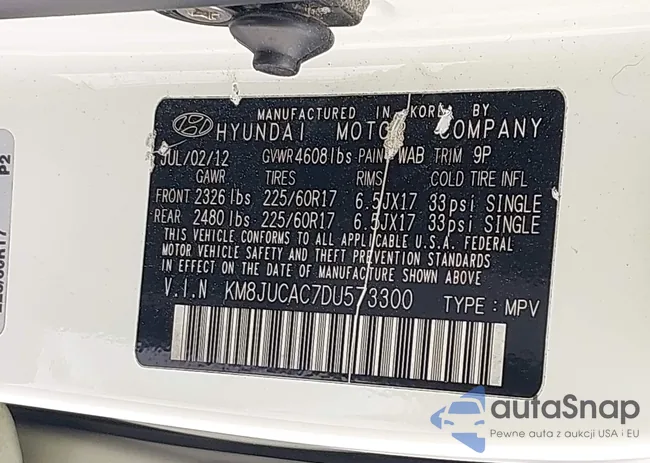 MANUFACTURED IN KOREA BY
HYUNDAI MOTOR COMPANY
JUL/02/12 GVWR 4608lbs PAINT WAB TRIM 9P
GAWR TIRES RIMS COLD TIRE INFL
FRONT 2326 lbs 225/60R17 6.5JX17 33psi SINGLE
REAR 2480 lbs 225/60R17 6.5JX17 33psi SINGLE
THIS VEHICLE CONFORMS TO ALL APPLICABLE U.S.A. FEDERAL
MOTOR VEHICLE SAFETY AND THEFT PREVENTION STANDARDS
IN EFFECT ON THE DATE OF MANUFACTURE SHOWN ABOVE.
V.I.N KM8JUCAC7DU573300 TYPE : MPV
P2
autaSnap
Pewne auta z aukcji USA i EU